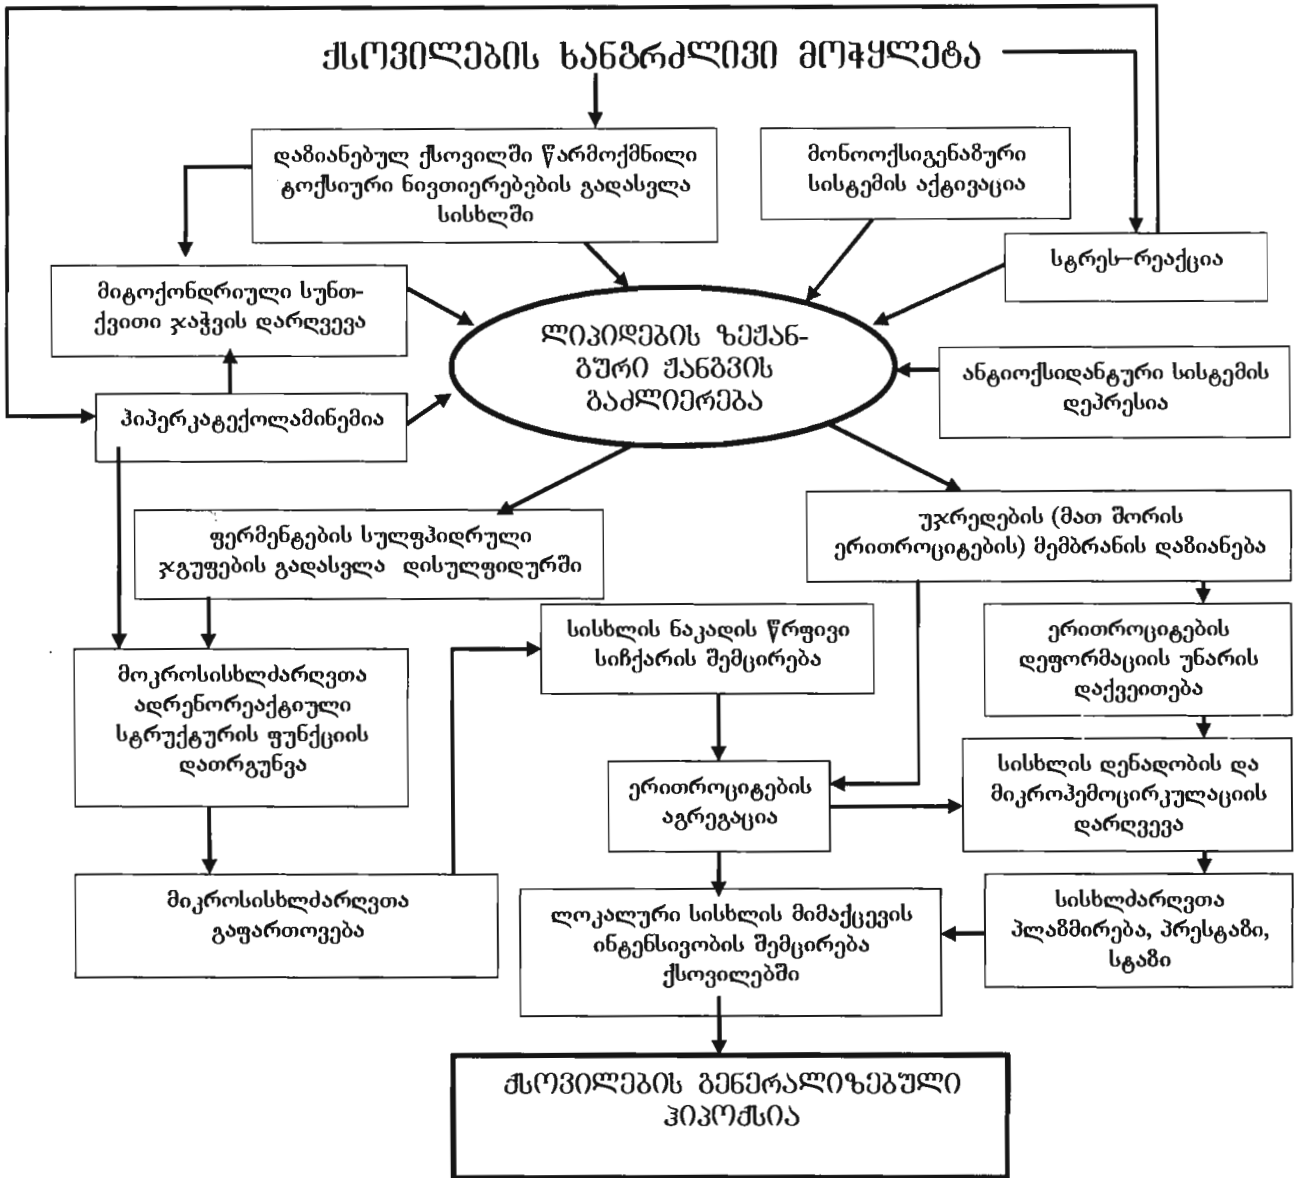 ქსოვილების ხანგრძლივი მოჭყლეტა
დაზიანებულ ქსოვილში წარმოქმნილი
ტოქსიური ნივთიერებების გადასვლა
სისხლში
მონოოქსიგენაზური
სისტემის აქტივაცია
სტრეს–რეაქცია
მიტოქონდრიული სუნთ-
ქვითი ჯაჭვის დარღვევა
ლიპიდების ზეჟან-
გური ჟანგვის
გაძლიერება
ანტიოქსიდანტური სისტემის
დეპრესია
ჰიპერკატექოლამინემია
ფერმენტების სულფჰიდრული
ჯგუფების გადასვლა დისულფიდურში
უჯრედების (მათ შორის
ერითროციტების) მემბრანის დაზიანება
სისხლის ნაკადის წრფივი
სიჩქარის შემცირება
ერითროციტების
დეფორმაციის უნარის
დაქვეითება
მოკროსისხლძარღვთა
ადრენორეაქტიული
სტრუქტურის ფუნქციის
დათრგუნვა
ერითროციტების
აგრეგაცია
სისხლის დენადობის და
მიკროჰემოცირკულაციის
დარღვევა
მიკროსისხლძარღვთა
გაფართოვება
ლოკალური სისხლის მიმაქცევის
ინტენსივობის შემცირება
ქსოვილებში
სისხლძარღვთა
პლაზმირება, პრესტაზი,
სტაზი
ქსოვილების გენერალიზებული
ჰიპოქსია